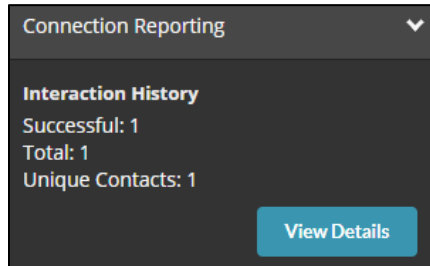 Connection Reporting
Interaction History
Successful: 1
Total: 1
Unique Contacts: 1
View Details